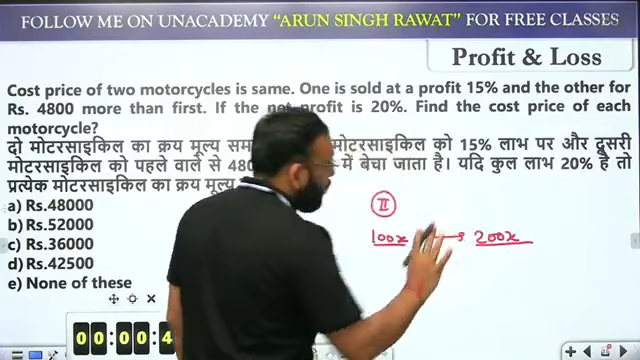 FOLLOW ME ON UNACADEMY "ARUN SINGH RAWAT" FOR FREE CLASSES
Profit & Loss
Cost price of two motorcycles is same. One is sold at a profit 15% and the other for
Rs. 4800 more than first. If the net profit is 20%. Find the cost price of each
motorcycle?
दो मोटरसाइकिल का क्रय मूल्य मोटरसाइकिल को 15% लाभ पर और दूसरी
मोटरसाइकिल को पहले वाले से में बेचा जाता है। यदि कुल लाभ 20% है तो
प्रत्येक मोटरसाइकिल का क्रय मूल्य
a) Rs.48000
b) Rs.52000
c) Rs.36000
d) Rs.42500
e) None of these
II
100x 200x
00:00:4